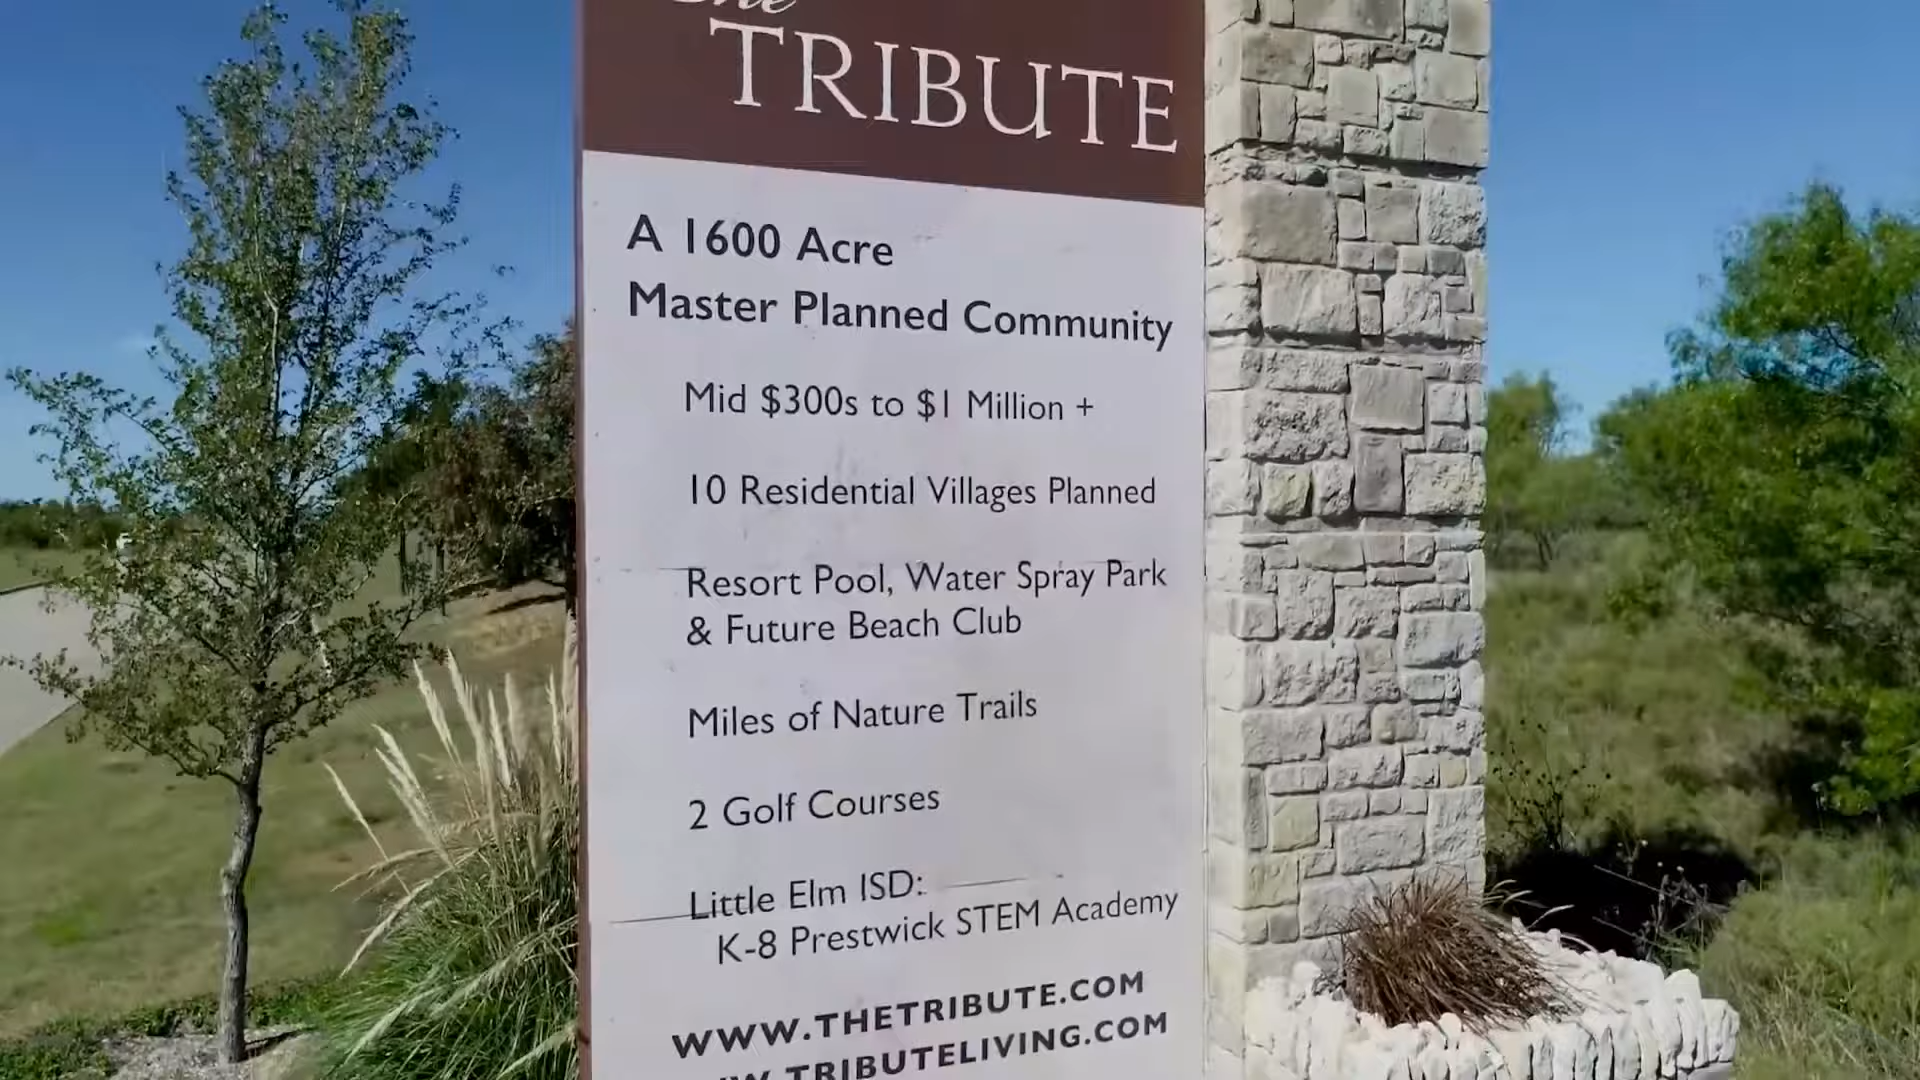 The
TRIBUTE
A 1600 Acre
Master Planned Community
Mid $300s to $1 Million +
10 Residential Villages Planned
Resort Pool, Water Spray Park
& Future Beach Club
Miles of Nature Trails
2 Golf Courses
Little Elm ISD:
K-8 Prestwick STEM Academy
WWW.THETRIBUTE.COM
WWW.TRIBUTELIVING.COM